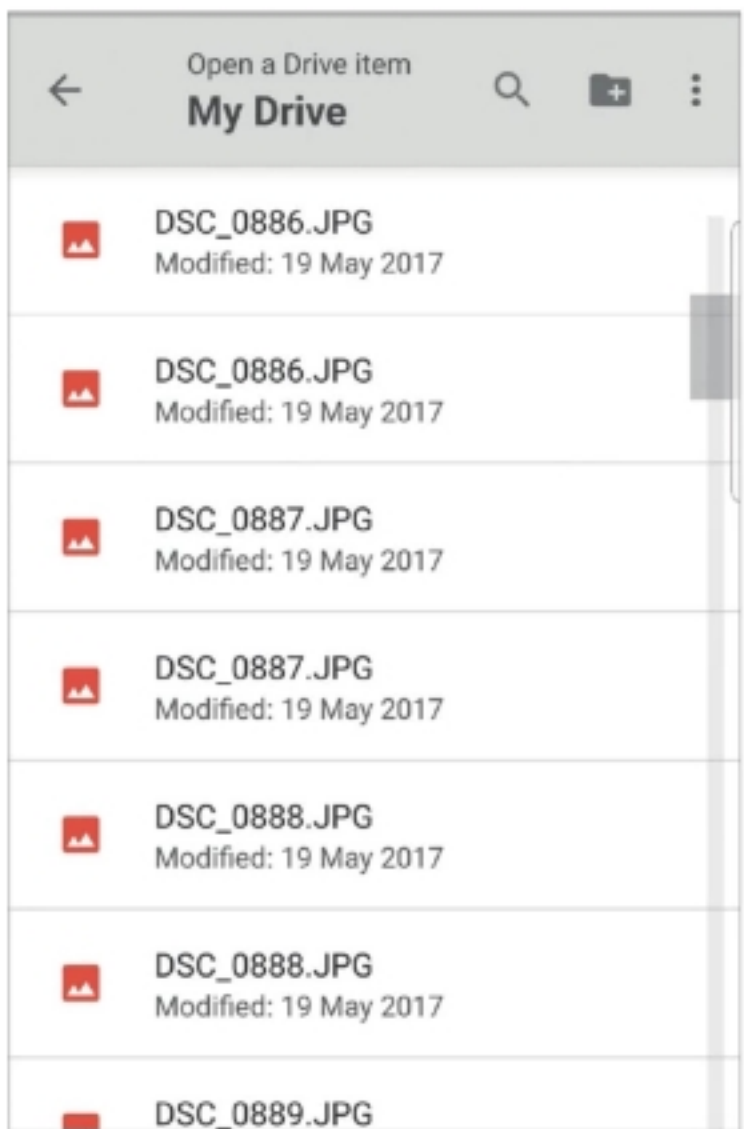 Open a Drive item
My Drive
DSC_0886.JPG
Modified: 19 May 2017
DSC_0886.JPG
Modified: 19 May 2017
DSC_0887.JPG
Modified: 19 May 2017
DSC_0887.JPG
Modified: 19 May 2017
DSC_0888.JPG
Modified: 19 May 2017
DSC_0888.JPG
Modified: 19 May 2017
DSC_0889.JPG